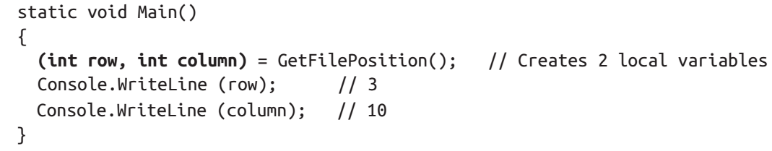 static void Main()
{
  (int row, int column) = GetFilePosition();   // Creates 2 local variables
  Console.WriteLine (row);       // 3
  Console.WriteLine (column);   // 10
}